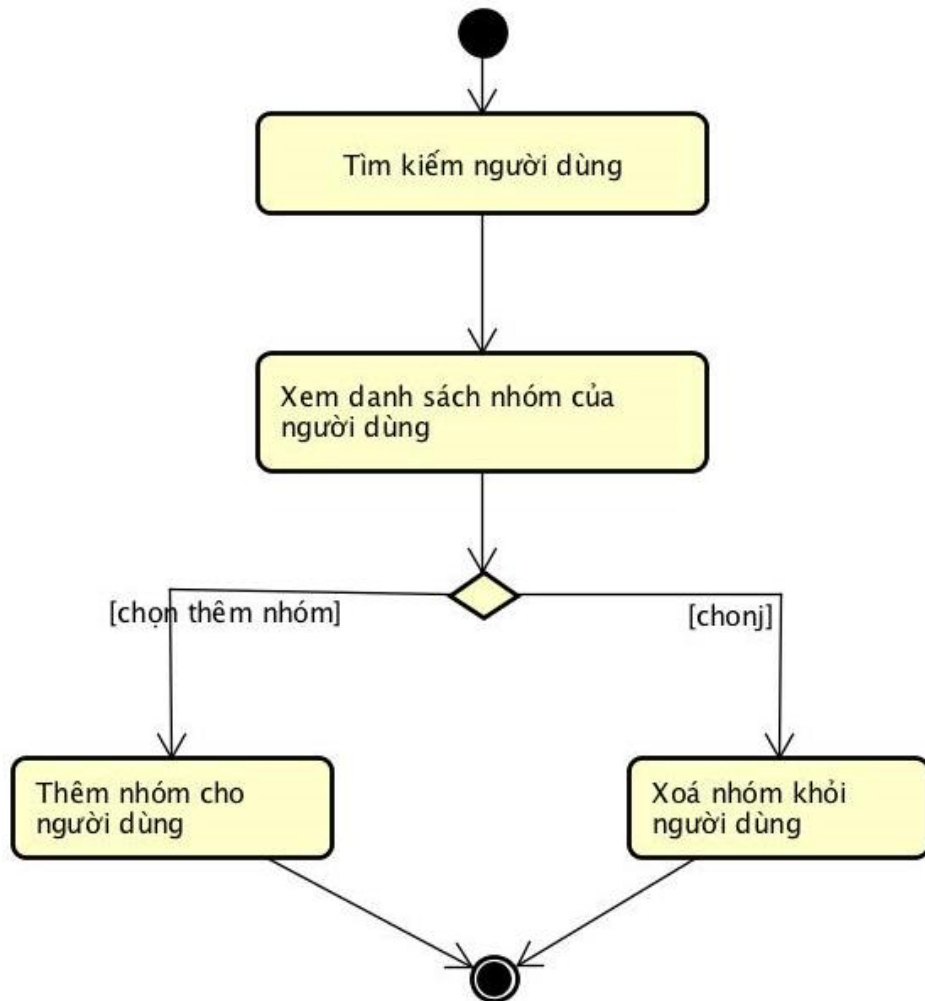 Tìm kiếm người dùng
Xem danh sách nhóm của
người dùng
[chọn thêm nhóm]
[chonj]
Thêm nhóm cho
người dùng
Xoá nhóm khỏi
người dùng